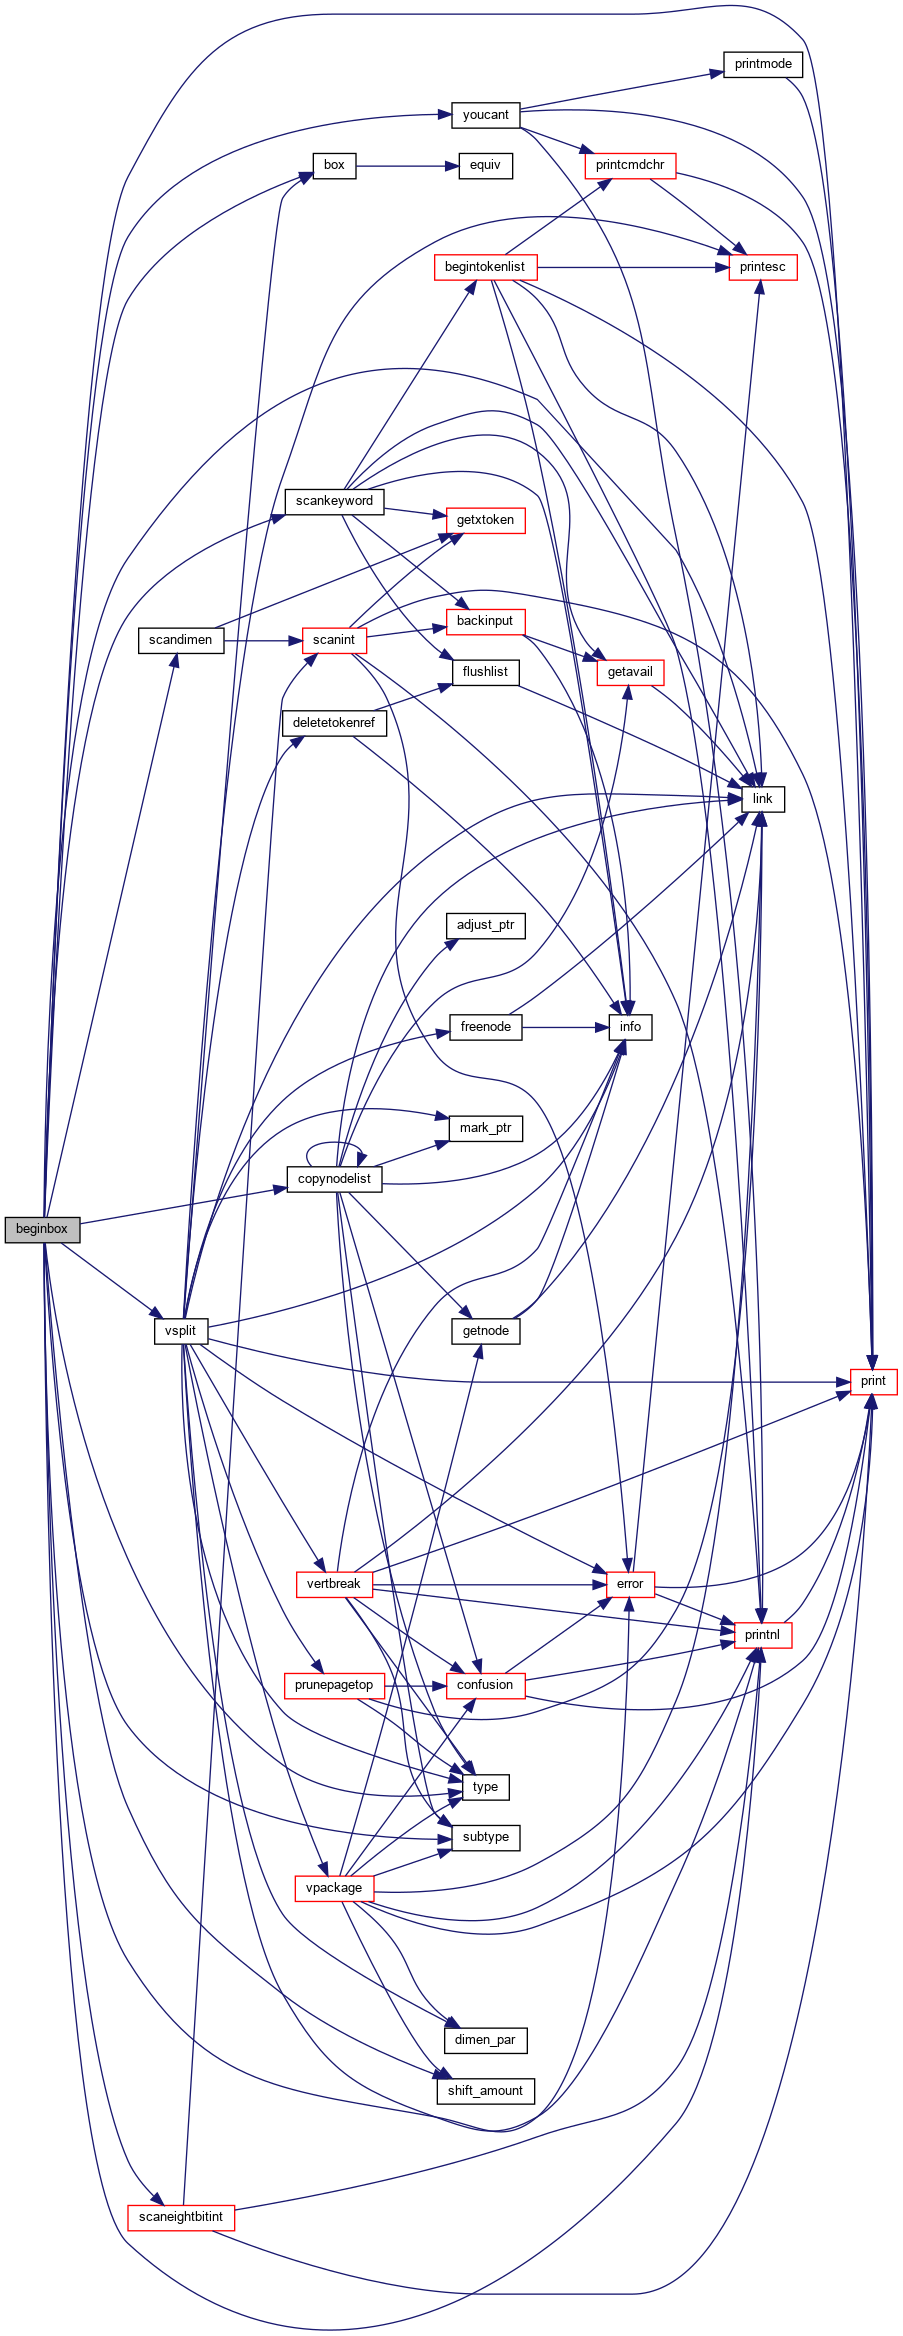 printmode
youcant
box
equiv
printcmdchr
begintokenlist
printesc
scankeyword
getxtoken
backinput
scandimen
scanint
flushlist
getavail
deletetokenref
link
adjust_ptr
freenode
info
mark_ptr
copynodelist
beginbox
vsplit
getnode
print
vertbreak
error
printnl
prunepagetop
confusion
type
subtype
vpackage
dimen_par
shift_amount
scaneightbitint